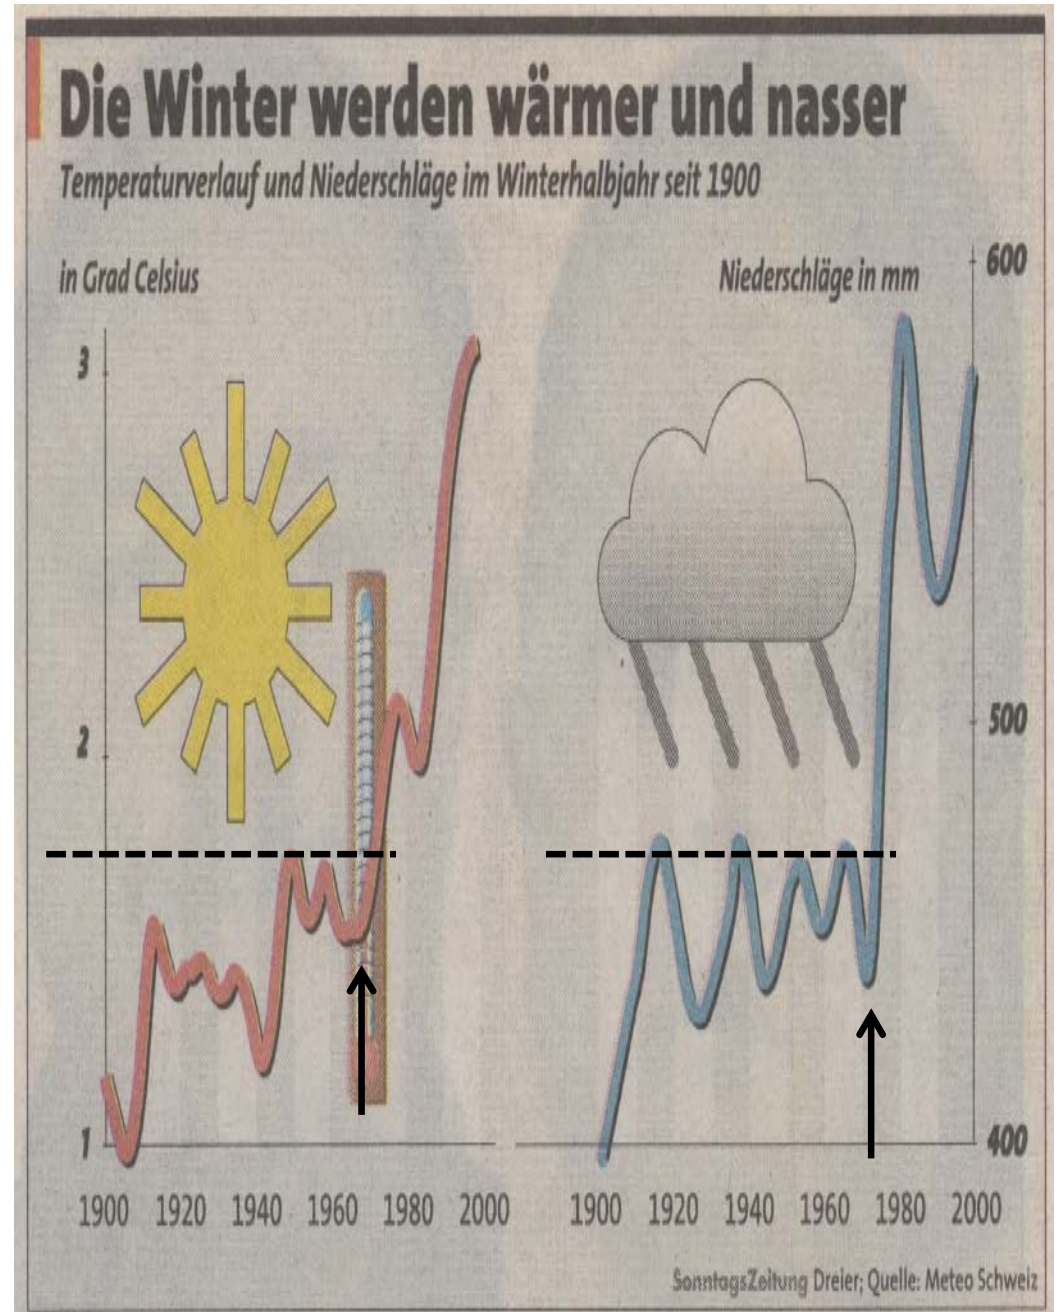 Die Winter werden wärmer und nasser
Temperaturverlauf und Niederschläge im Winterhalbjahr seit 1900
in Grad Celsius
3
2
1
1900 1920 1940 1960 1980 2000
Niederschläge in mm
600
500
400
1900 1920 1940 1960 1980 2000
SonntagsZeitung Dreier; Quelle: Meteo Schweiz